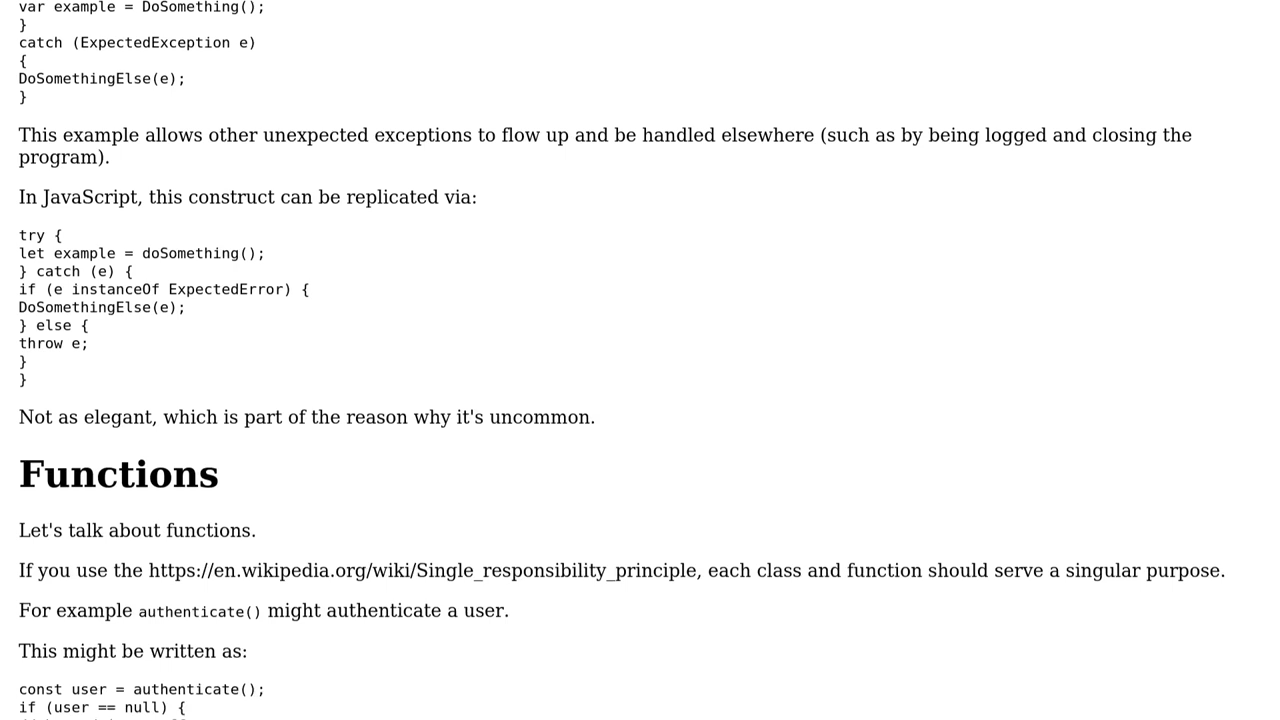 var example = DoSomething();
}
catch (ExpectedException e)
{
DoSomethingElse(e);
}
This example allows other unexpected exceptions to flow up and be handled elsewhere (such as by being logged and closing the
program).
In JavaScript, this construct can be replicated via:
try {
let example = doSomething();
} catch (e) {
if (e instanceOf ExpectedError) {
DoSomethingElse(e);
} else {
throw e;
}
}
Not as elegant, which is part of the reason why it's uncommon.
Functions
Let's talk about functions.
If you use the https://en.wikipedia.org/wiki/Single_responsibility_principle, each class and function should serve a singular purpose.
For example authenticate() might authenticate a user.
This might be written as:
const user = authenticate();
if (user == null) {